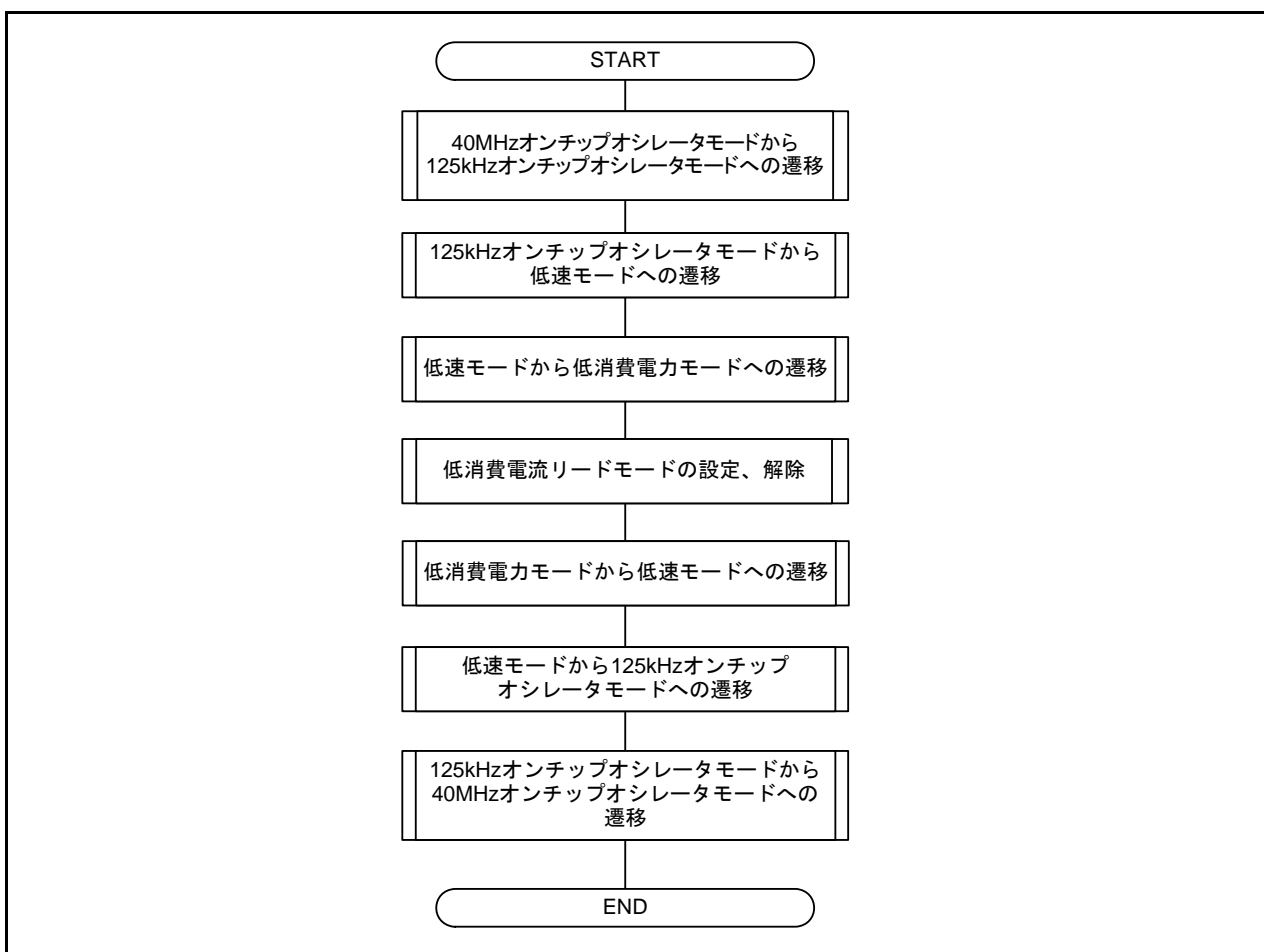 START
40MHzオンチップオシレータモードから
125kHzオンチップオシレータモードへの遷移
125kHzオンチップオシレータモードから
低速モードへの遷移
低速モードから低消費電力モードへの遷移
低消費電流リードモードの設定、解除
低消費電力モードから低速モードへの遷移
低速モードから125kHzオンチップ
オシレータモードへの遷移
125kHzオンチップオシレータモードから
40MHzオンチップオシレータモードへの
遷移
END